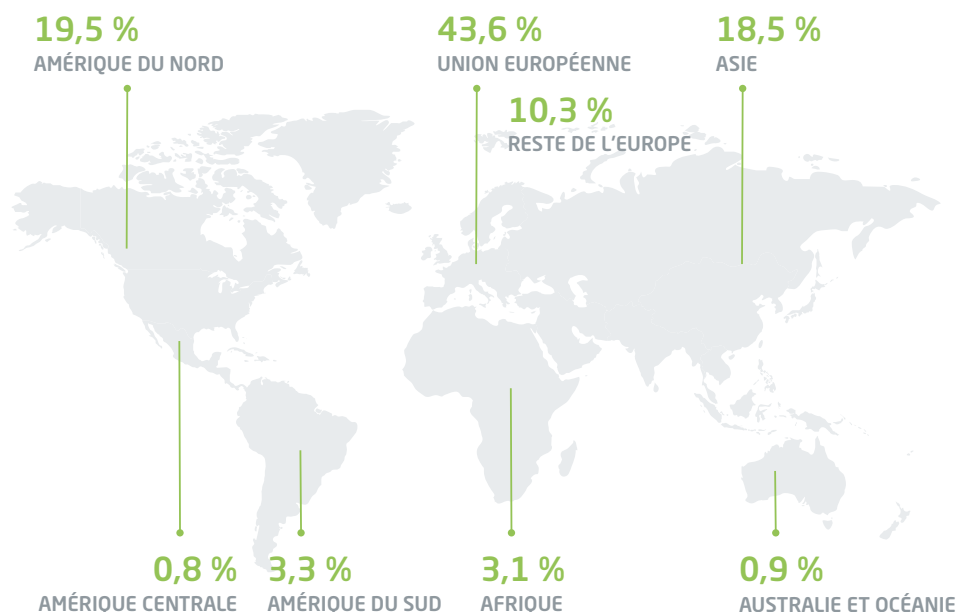 19,5 %
AMÉRIQUE DU NORD
43,6 %
UNION EUROPÉENNE
18,5 %
ASIE
10,3 %
RESTE DE L'EUROPE
0,8 %
AMÉRIQUE CENTRALE
3,3 %
AMÉRIQUE DU SUD
3,1 %
AFRIQUE
0,9 %
AUSTRALIE ET OCÉANIE